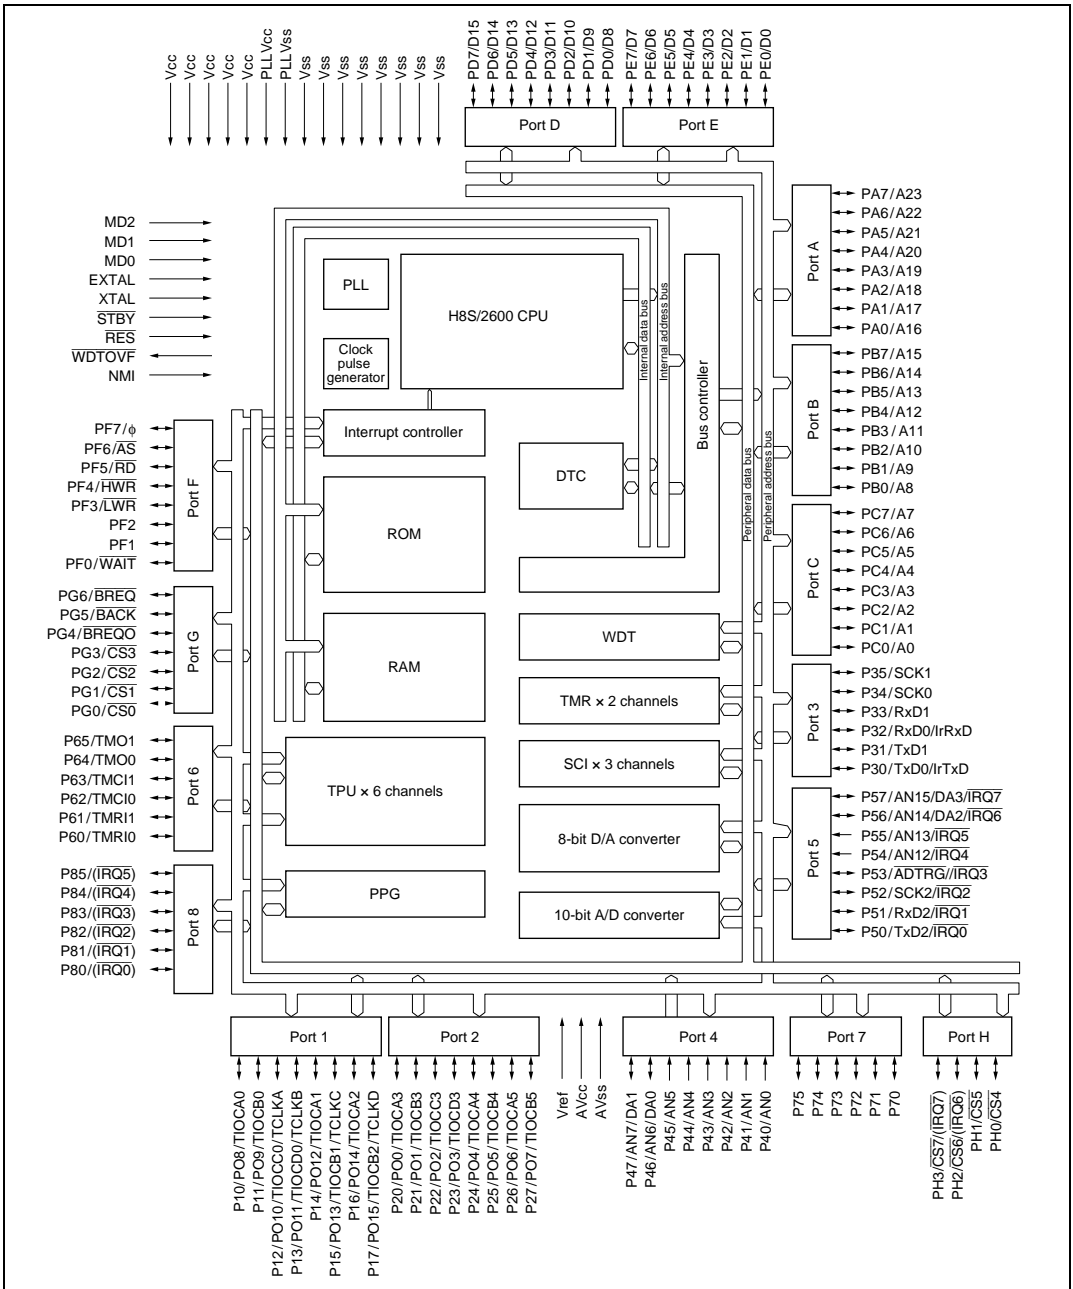 Vcc
Vcc
Vcc
Vcc
Vcc
PLLVcc
PLLVss
Vss
Vss
Vss
Vss
Vss
Vss
Vss
Vss
PD7/D15
PD6/D14
PD5/D13
PD4/D12
PD3/D11
PD2/D10
PD1/D9
PD0/D8
PE7/D7
PE6/D6
PE5/D5
PE4/D4
PE3/D3
PE2/D2
PE1/D1
PE0/D0
Port D
Port E
MD2
MD1
MD0
EXTAL
XTAL
STBY
RES
WDTOVF
NMI
PLL
Clock
pulse
generator
H8S/2600 CPU
Internal data bus
Internal address bus
Bus controller
Peripheral data bus
Peripheral address bus
Port A
PA7/A23
PA6/A22
PA5/A21
PA4/A20
PA3/A19
PA2/A18
PA1/A17
PA0/A16
Port B
PB7/A15
PB6/A14
PB5/A13
PB4/A12
PB3/A11
PB2/A10
PB1/A9
PB0/A8
PF7/ϕ
PF6/AS
PF5/RD
PF4/HWR
PF3/LWR
PF2
PF1
PF0/WAIT
Port F
Interrupt controller
DTC
ROM
Port C
PC7/A7
PC6/A6
PC5/A5
PC4/A4
PC3/A3
PC2/A2
PC1/A1
PC0/A0
PG6/BREQ
PG5/BACK
PG4/BREQO
PG3/CS3
PG2/CS2
PG1/CS1
PG0/CS0
Port G
RAM
WDT
TMR × 2 channels
Port 3
P35/SCK1
P34/SCK0
P33/RxD1
P32/RxD0/IrRxD
P31/TxD1
P30/TxD0/IrTxD
P65/TMO1
P64/TMO0
P63/TMCI1
P62/TMCI0
P61/TMRI1
P60/TMRI0
Port 6
TPU × 6 channels
SCI × 3 channels
8-bit D/A converter
Port 5
P57/AN15/DA3/IRQ7
P56/AN14/DA2/IRQ6
P55/AN13/IRQ5
P54/AN12/IRQ4
P53/ADTRG//IRQ3
P52/SCK2/IRQ2
P51/RxD2/IRQ1
P50/TxD2/IRQ0
P85/(IRQ5)
P84/(IRQ4)
P83/(IRQ3)
P82/(IRQ2)
P81/(IRQ1)
P80/(IRQ0)
Port 8
PPG
10-bit A/D converter
Port 1
Port 2
Port 4
Port 7
Port H
P10/PO8/TIOCA0
P11/PO9/TIOCB0
P12/PO10/TIOCC0/TCLKA
P13/PO11/TIOCD0/TCLKB
P14/PO12/TIOCA1
P15/PO13/TIOCB1/TCLKC
P16/PO14/TIOCA2
P17/PO15/TIOCB2/TCLKD
P20/PO0/TIOCA3
P21/PO1/TIOCB3
P22/PO2/TIOCC3
P23/PO3/TIOCD3
P24/PO4/TIOCA4
P25/PO5/TIOCB4
P26/PO6/TIOCA5
P27/PO7/TIOCB5
Vref
AVcc
AVss
P47/AN7/DA1
P46/AN6/DA0
P45/AN5
P44/AN4
P43/AN3
P42/AN2
P41/AN1
P40/AN0
P75
P74
P73
P72
P71
P70
PH3/CS7/(IRQ7)
PH2/CS6/(IRQ6)
PH1/CS5
PH0/CS4